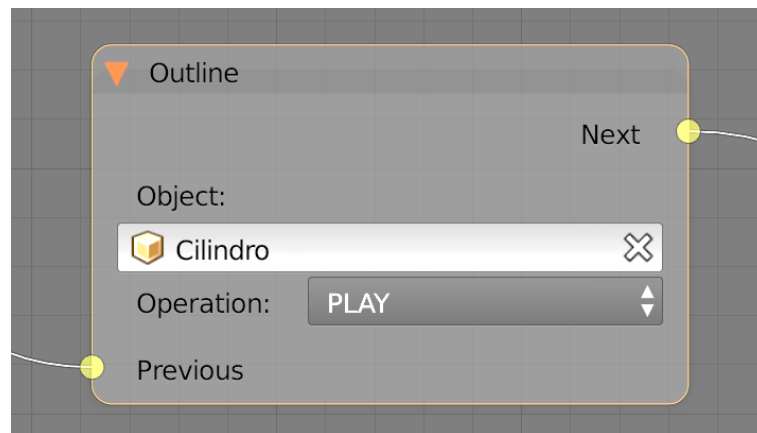 Outline
Next
Object:
Cilindro
Operation: PLAY
Previous